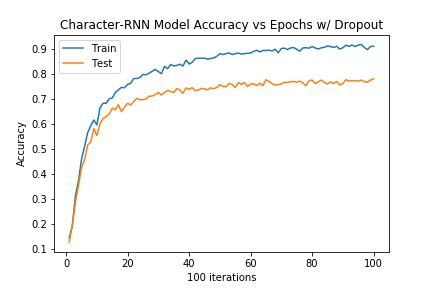 Character-RNN Model Accuracy vs Epochs w/ Dropout
Train
Test
Accuracy
0.9
0.8
0.7
0.6
0.5
0.4
0.3
0.2
0.1
0 20 40 60 80 100
100 iterations